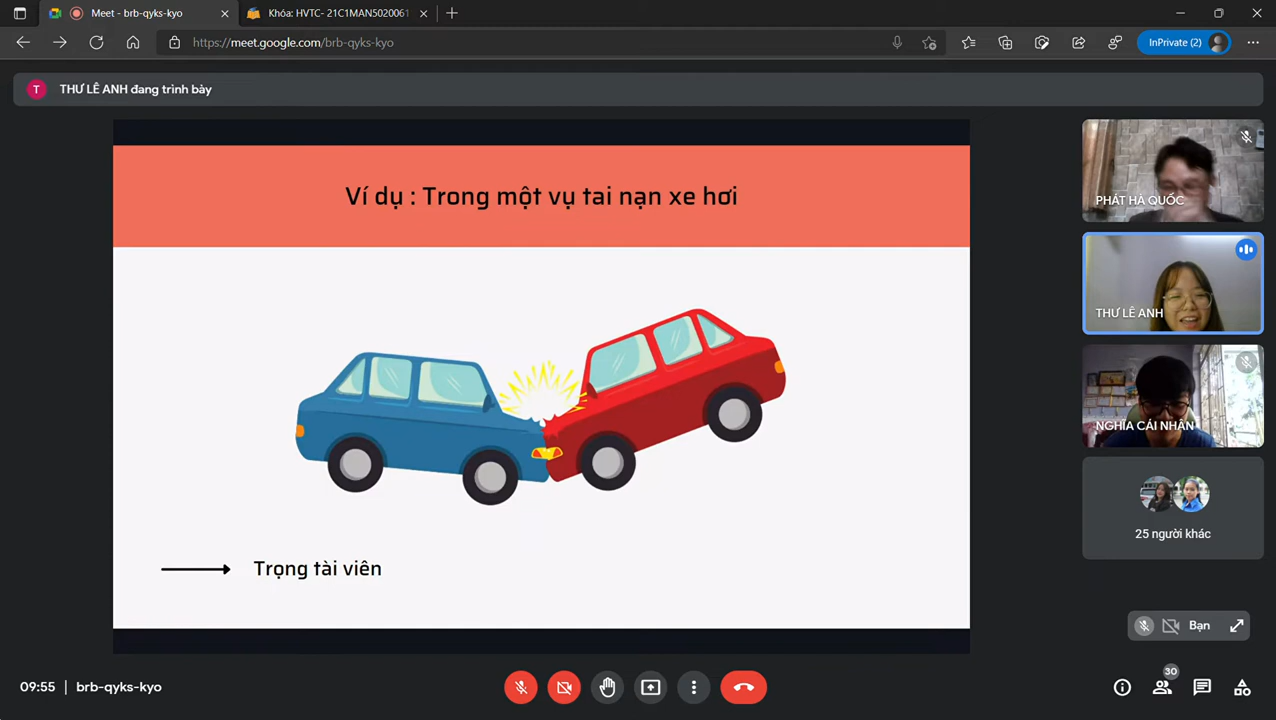 Meet - brb-qyks-kyo
Khóa: HVTC- 21C1MAN5020061
https://meet.google.com/brb-qyks-kyo
InPrivate (2)
T
THƯ LÊ ANH đang trình bày
Ví dụ : Trong một vụ tai nạn xe hơi
Trọng tài viên
PHÁT HÀ QUỐC
THƯ LÊ ANH
NGHĨA CÁI NHÂN
25 người khác
Bạn
09:55 | brb-qyks-kyo
30